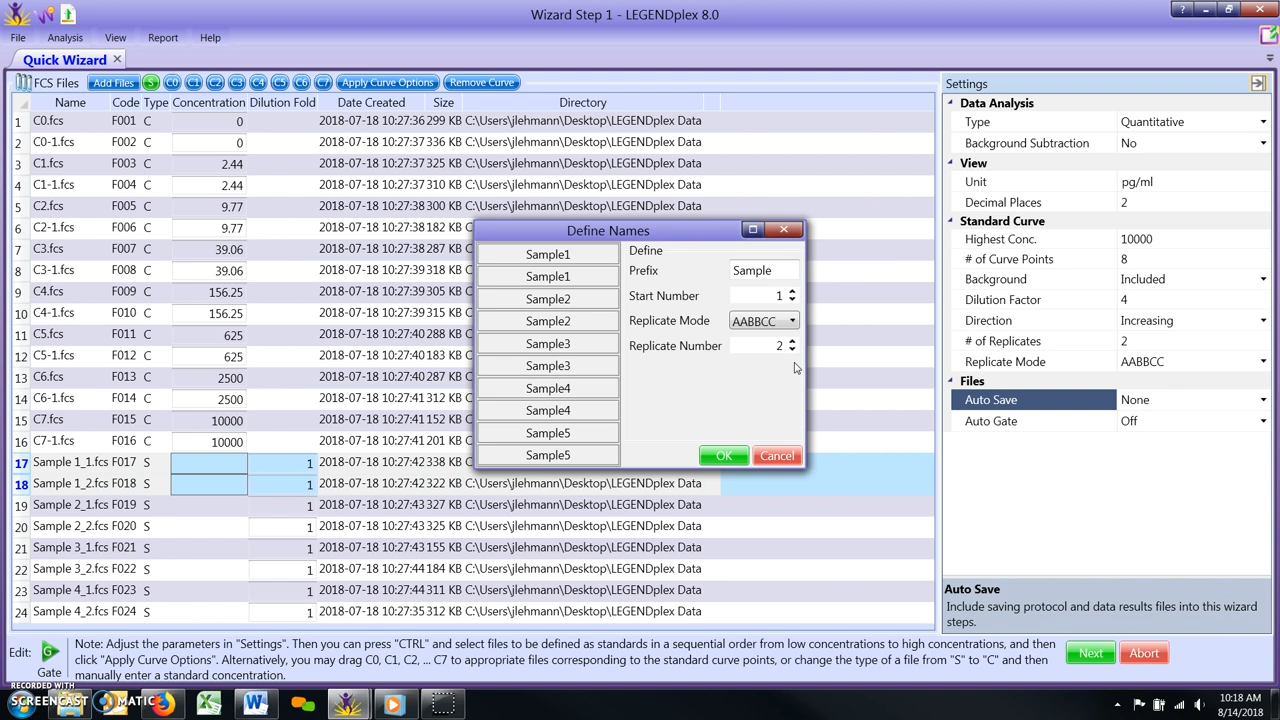 Wizard Step 1 - LEGENDplex 8.0
File Analysis View Report Help
Quick Wizard
FCS Files Add Files S C0 C1 C2 C3 C4 C5 C6 C7 Apply Curve Options Remove Curve
Name Code Type Concentration Dilution Fold Date Created Size Directory
1 C0.fcs F001 C 0 2018-07-18 10:27:36 299 KB C:\Users\jlehmann\Desktop\LEGENDplex Data
2 C0-1.fcs F002 C 0 2018-07-18 10:27:37 336 KB C:\Users\jlehmann\Desktop\LEGENDplex Data
3 C1.fcs F003 C 2.44 2018-07-18 10:27:37 325 KB C:\Users\jlehmann\Desktop\LEGENDplex Data
4 C1-1.fcs F004 C 2.44 2018-07-18 10:27:37 310 KB C:\Users\jlehmann\Desktop\LEGENDplex Data
5 C2.fcs F005 C 9.77 2018-07-18 10:27:38 300 KB C:\Users\jlehmann\Desktop\LEGENDplex Data
6 C2-1.fcs F006 C 9.77 2018-07-18 10:27:38 182 KB
7 C3.fcs F007 C 39.06 2018-07-18 10:27:38 287 KB
8 C3-1.fcs F008 C 39.06 2018-07-18 10:27:39 263 KB
9 C4.fcs F009 C 156.25 2018-07-18 10:27:39 305 KB
10 C4-1.fcs F010 C 156.25 2018-07-18 10:27:39 315 KB
11 C5.fcs F011 C 625 2018-07-18 10:27:40 288 KB
12 C5-1.fcs F012 C 625 2018-07-18 10:27:40 183 KB
13 C6.fcs F013 C 2500 2018-07-18 10:27:40 287 KB
14 C6-1.fcs F014 C 2500 2018-07-18 10:27:41 312 KB
15 C7.fcs F015 C 10000 2018-07-18 10:27:41 152 KB
16 C7-1.fcs F016 C 10000 2018-07-18 10:27:41 201 KB
17 Sample 1_1.fcs F017 S 1 2018-07-18 10:27:42 338 KB
18 Sample 1_2.fcs F018 S 1 2018-07-18 10:27:42 322 KB C:\Users\jlehmann\Desktop\LEGENDplex Data
19 Sample 2_1.fcs F019 S 1 2018-07-18 10:27:43 327 KB C:\Users\jlehmann\Desktop\LEGENDplex Data
20 Sample 2_2.fcs F020 S 1 2018-07-18 10:27:43 325 KB C:\Users\jlehmann\Desktop\LEGENDplex Data
21 Sample 3_1.fcs F021 S 1 2018-07-18 10:27:43 155 KB C:\Users\jlehmann\Desktop\LEGENDplex Data
22 Sample 3_2.fcs F022 S 1 2018-07-18 10:27:44 184 KB C:\Users\jlehmann\Desktop\LEGENDplex Data
23 Sample 4_1.fcs F023 S 1 2018-07-18 10:27:44 311 KB C:\Users\jlehmann\Desktop\LEGENDplex Data
24 Sample 4_2.fcs F024 S 1 2018-07-18 10:27:35 312 KB C:\Users\jlehmann\Desktop\LEGENDplex Data
Define Names
Sample1
Sample1
Sample2
Sample2
Sample3
Sample3
Sample4
Sample4
Sample5
Sample5
Define
Prefix Sample
Start Number 1
Replicate Mode AABBCC
Replicate Number 2
OK Cancel
Settings
Data Analysis
Type Quantitative
Background Subtraction No
View
Unit pg/ml
Decimal Places 2
Standard Curve
Highest Conc. 10000
# of Curve Points 8
Background Included
Dilution Factor 4
Direction Increasing
# of Replicates 2
Replicate Mode AABBCC
Files
Auto Save None
Auto Gate Off
Auto Save
Include saving protocol and data results files into this wizard
steps.
Edit: G
Gate
Note: Adjust the parameters in "Settings". Then you can press "CTRL" and select files to be defined as standards in a sequential order from low concentrations to high concentrations, and then
click "Apply Curve Options". Alternatively, you may drag C0, C1, C2, ... C7 to appropriate files corresponding to the standard curve points, or change the type of a file from "S" to "C" and then
manually enter a standard concentration.
Next Abort
RECORDED WITH
SCREENCAST MATIC
10:18 AM
8/14/2018